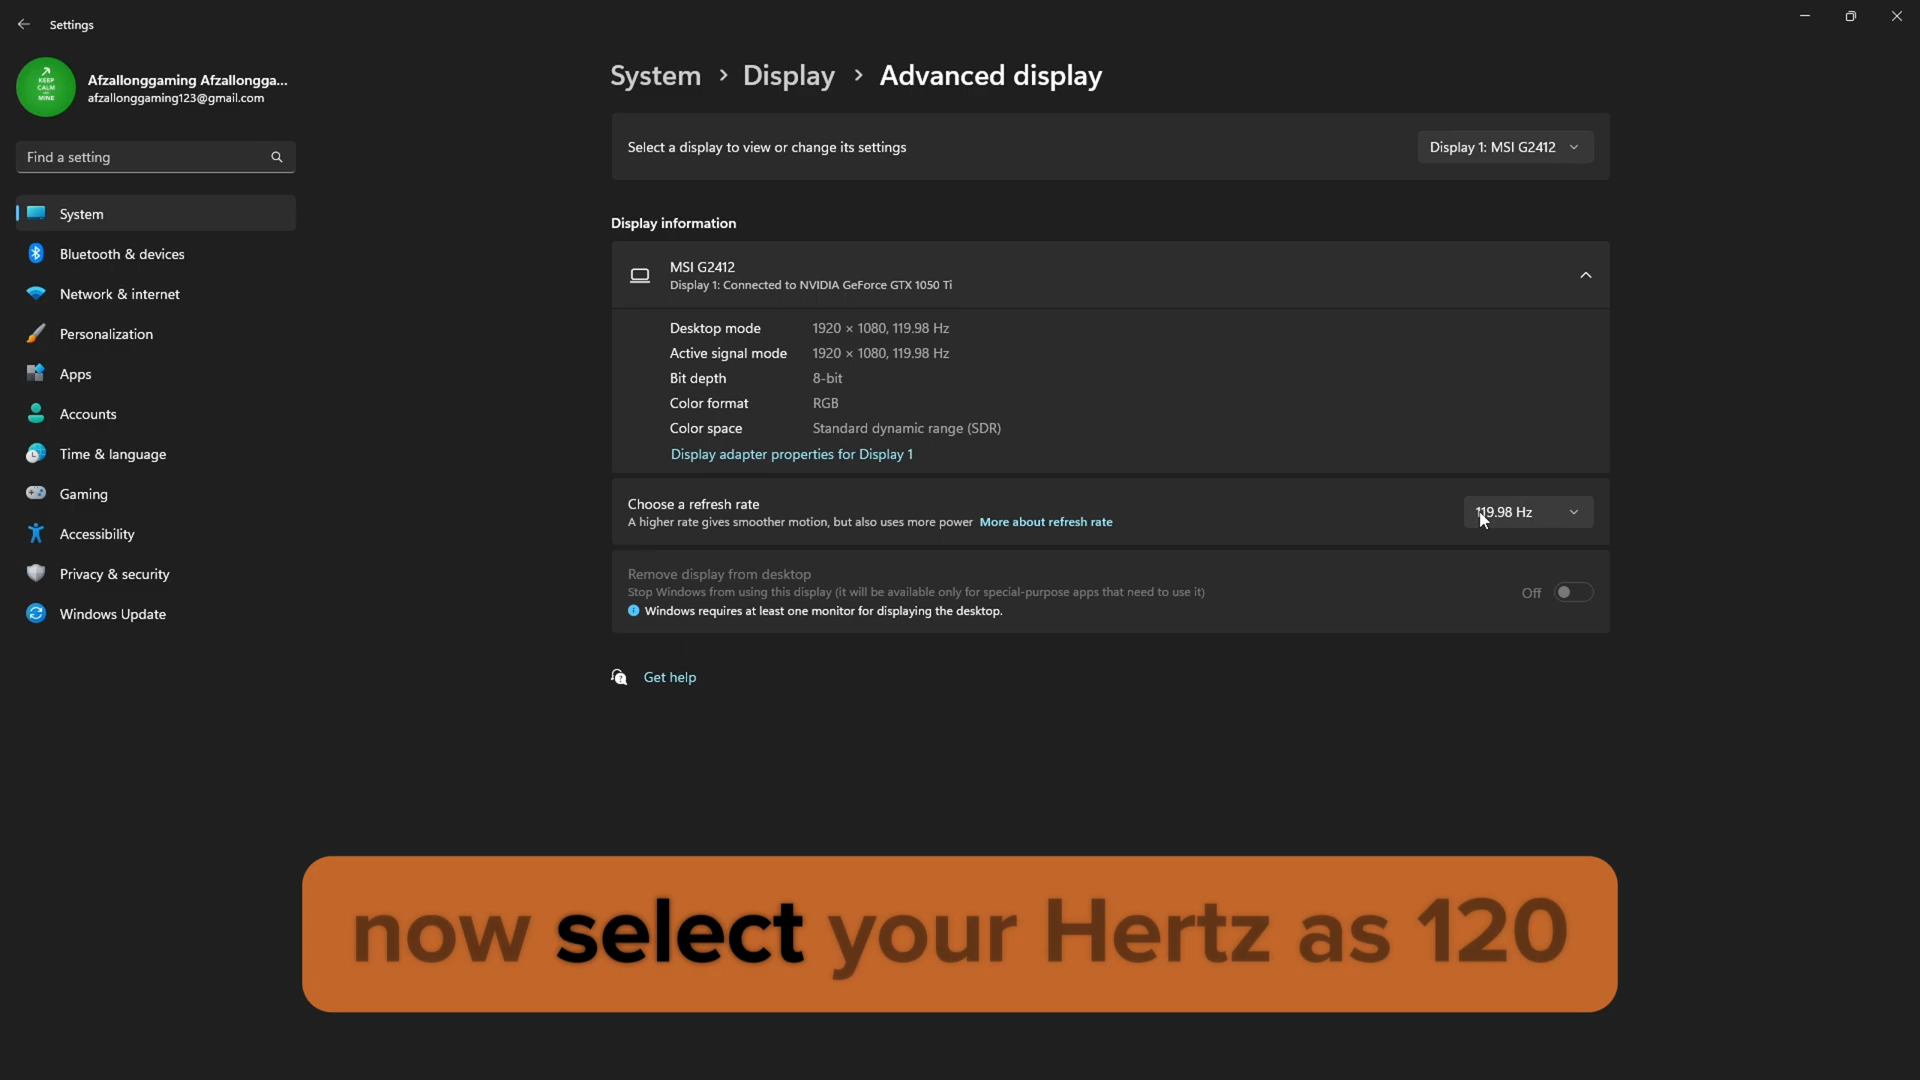 Settings
KEEP
CALM
MINE
Afzallonggaming Afzallongga...
afzallonggaming123@gmail.com
Find a setting
System
Bluetooth & devices
Network & internet
Personalization
Apps
Accounts
Time & language
Gaming
Accessibility
Privacy & security
Windows Update
System > Display > Advanced display
Select a display to view or change its settings
Display 1: MSI G2412
Display information
MSI G2412
Display 1: Connected to NVIDIA GeForce GTX 1050 Ti
Desktop mode 1920 × 1080, 119.98 Hz
Active signal mode 1920 × 1080, 119.98 Hz
Bit depth 8-bit
Color format RGB
Color space Standard dynamic range (SDR)
Display adapter properties for Display 1
Choose a refresh rate
A higher rate gives smoother motion, but also uses more power More about refresh rate
119.98 Hz
Remove display from desktop
Stop Windows from using this display (it will be available only for special-purpose apps that need to use it)
Windows requires at least one monitor for displaying the desktop.
Off
Get help
now select your Hertz as 120